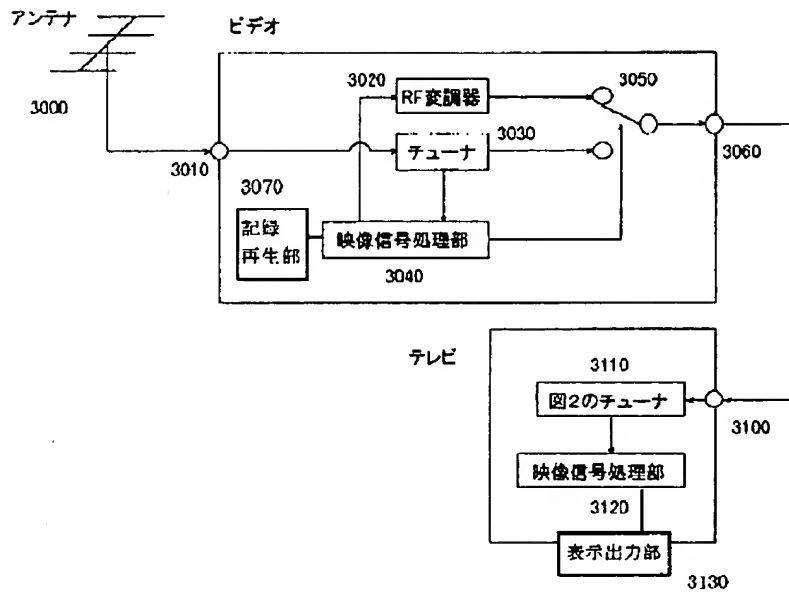 アンテナ
ビデオ
3000
3010
3020
RF変調器
3050
3030
チューナ
3060
3070
記録
再生部
映像信号処理部
3040
テレビ
3110
図2のチューナ
3100
映像信号処理部
3120
表示出力部
3130